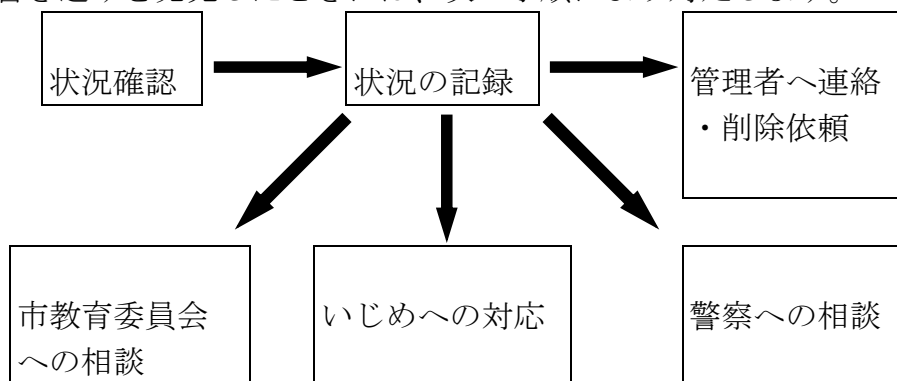 状況確認
状況の記録
管理者へ連絡
・削除依頼
市教育委員会
への相談
いじめへの対応
警察への相談